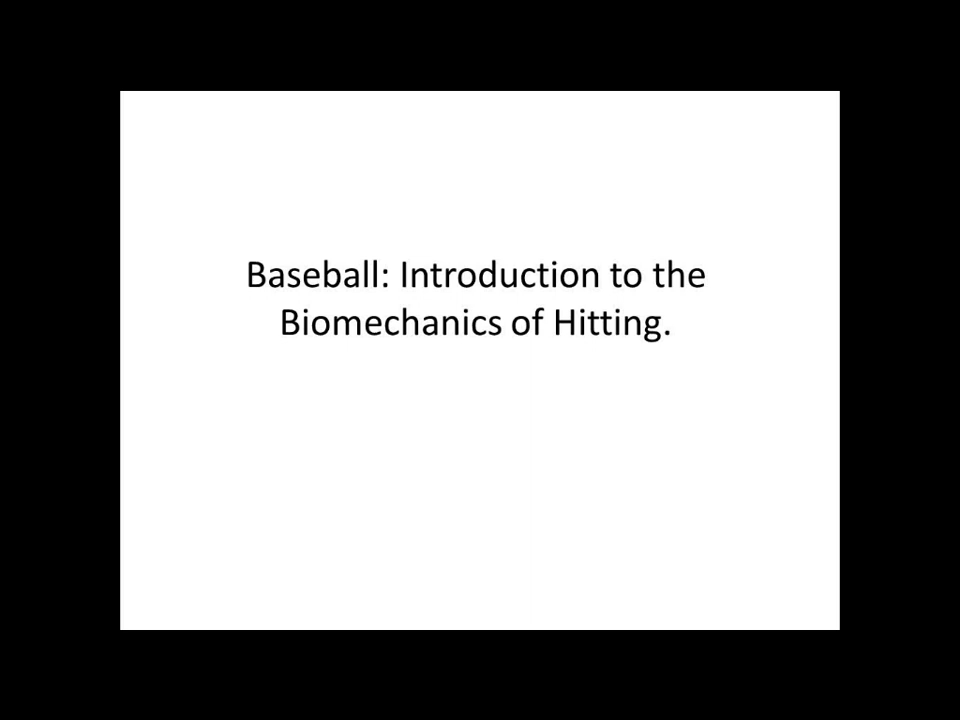 Baseball: Introduction to the
Biomechanics of Hitting.